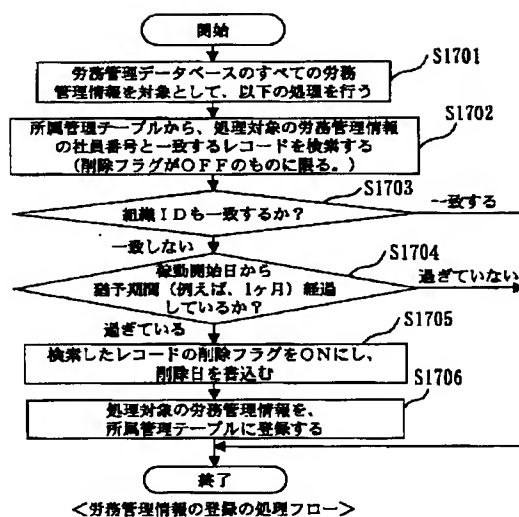 開始
S1701
労務管理データベースのすべての労務
管理情報を対象として、以下の処理を行う
S1702
所属管理テーブルから、処理対象の労務管理情報
の社員番号と一致するレコードを検索する
(削除フラグがOFFのものに限る。)
S1703
組織IDも一致するか?
一致する
一致しない
S1704
稼動開始日から
猶予期間(例えば、1ヶ月)経過
しているか?
過ぎていない
過ぎている
S1705
検索したレコードの削除フラグをONにし、
削除日を書込む
S1706
処理対象の労務管理情報を、
所属管理テーブルに登録する
終了
<労務管理情報の登録の処理フロー>